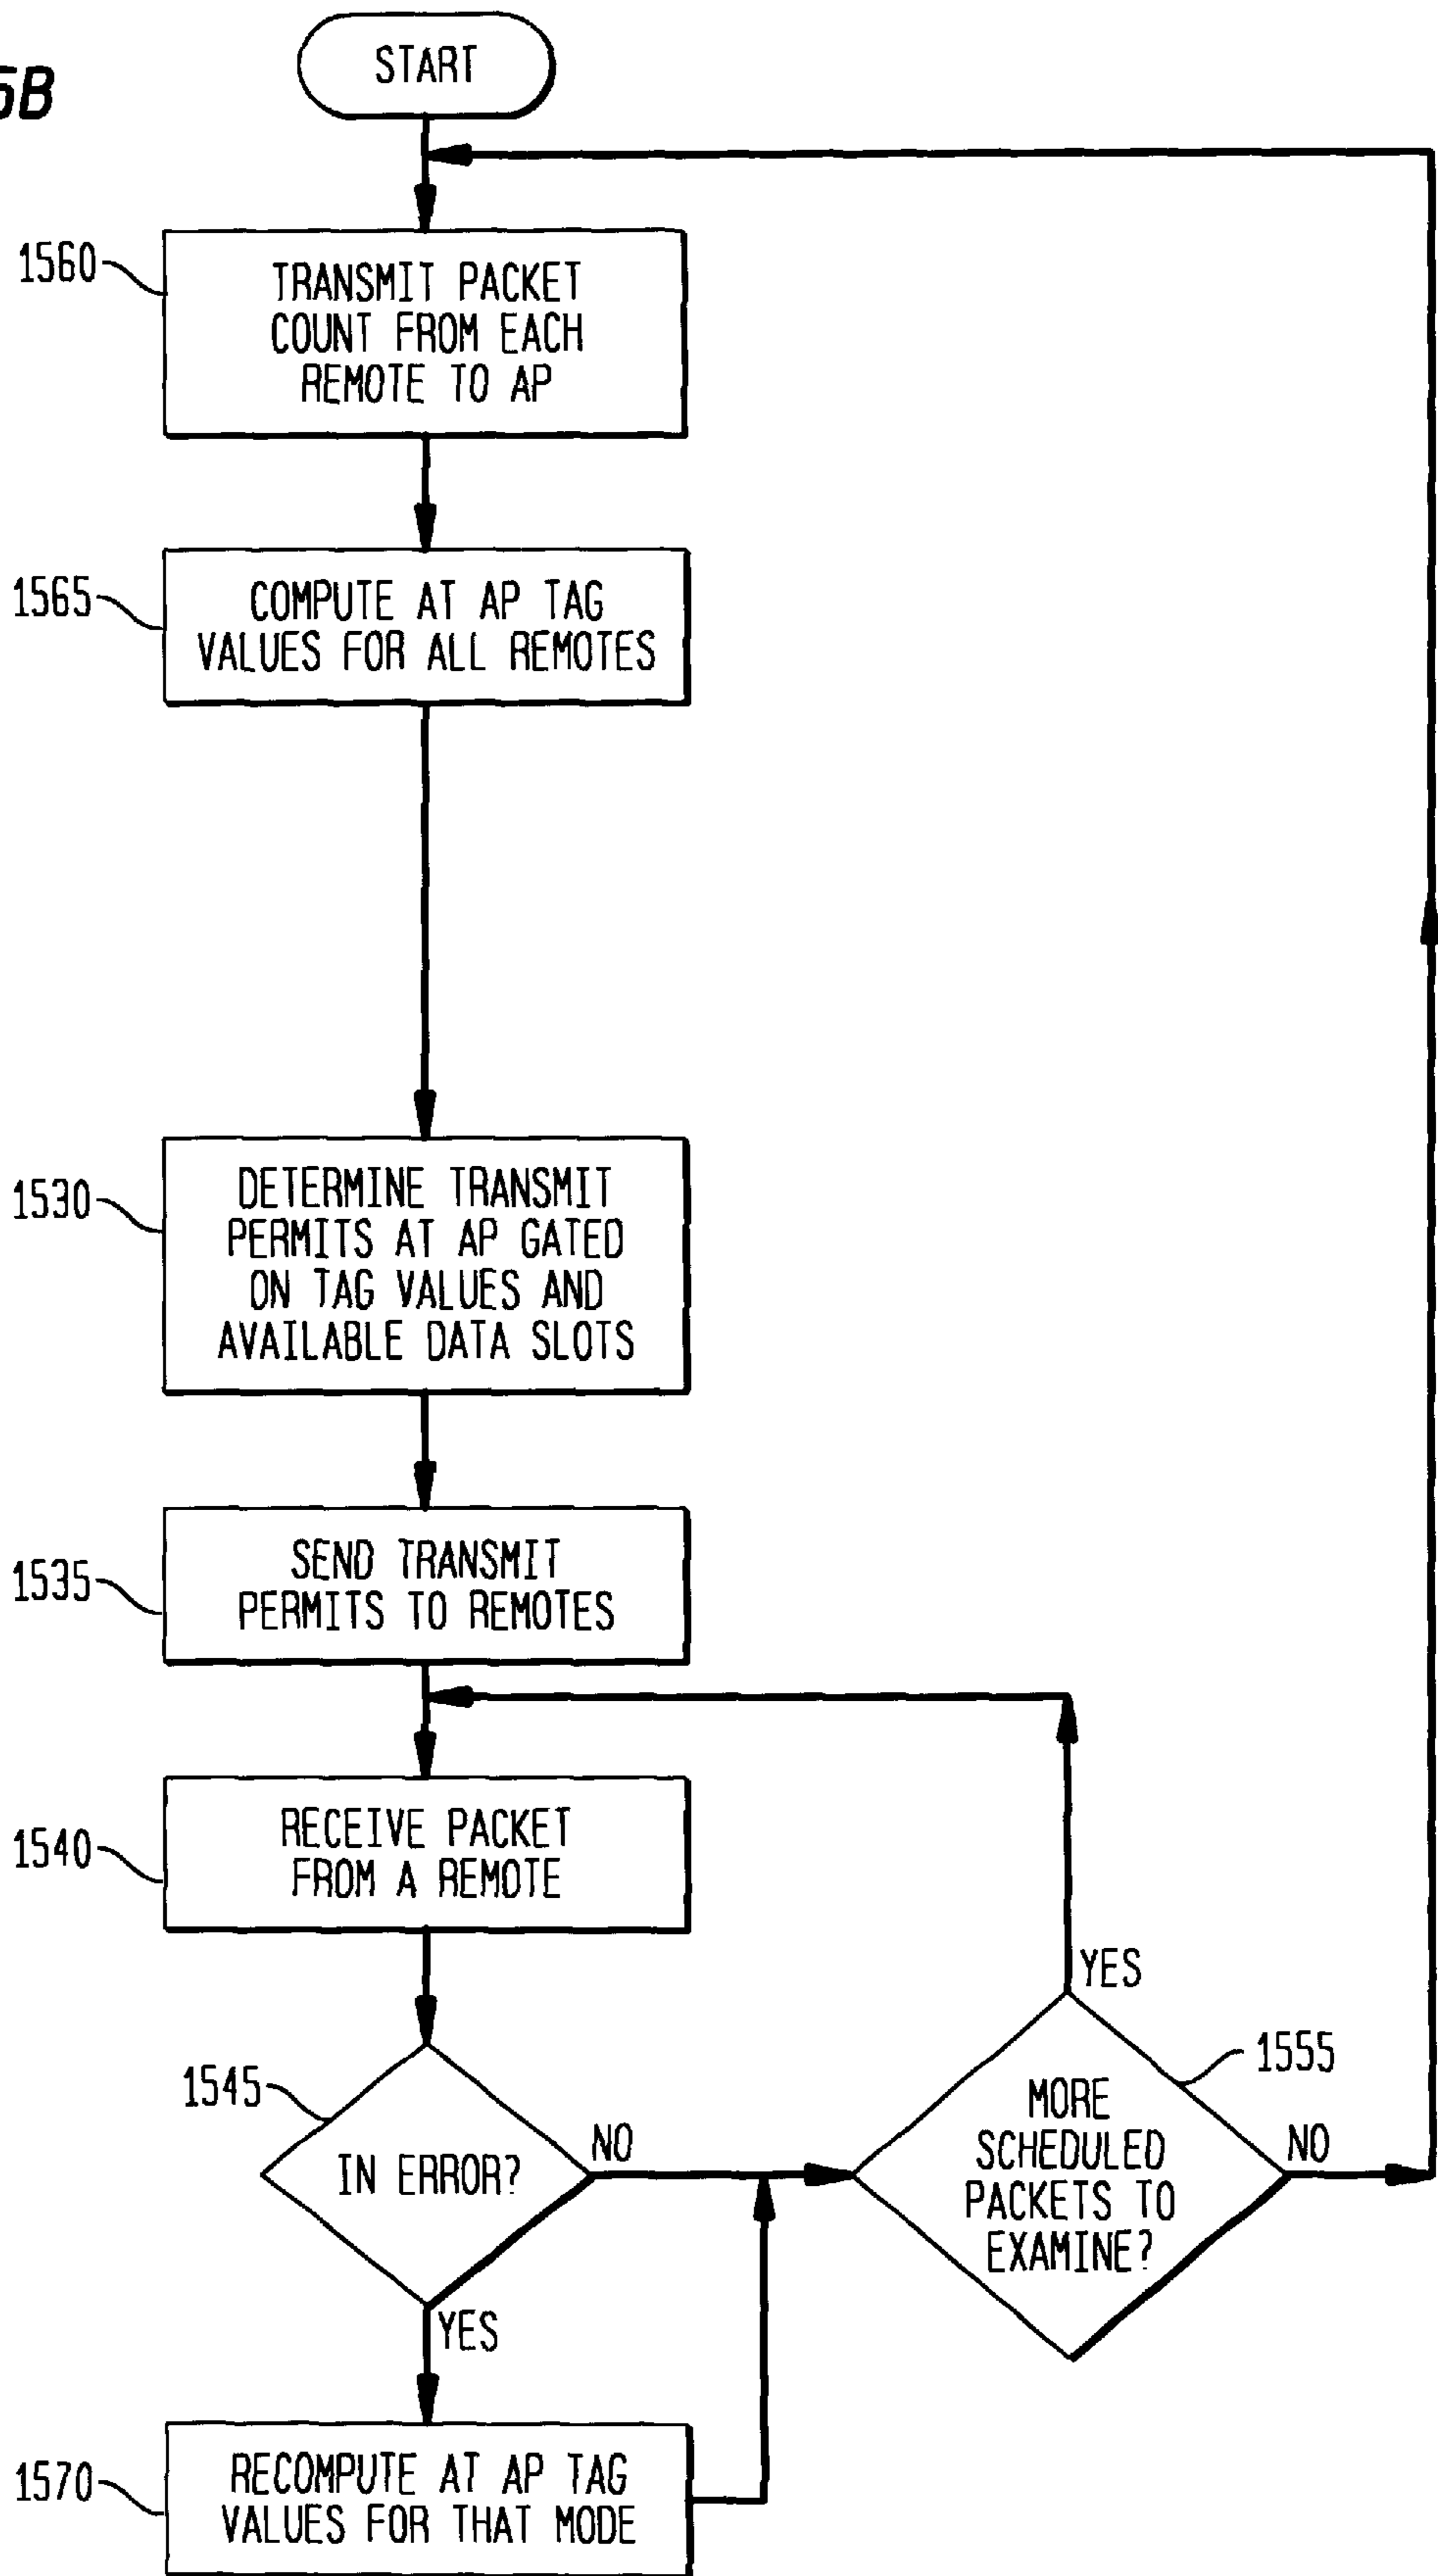 5B
START
1560
TRANSMIT PACKET
COUNT FROM EACH
REMOTE TO AP
1565
COMPUTE AT AP TAG
VALUES FOR ALL REMOTES
1530
DETERMINE TRANSMIT
PERMITS AT AP GATED
ON TAG VALUES AND
AVAILABLE DATA SLOTS
1535
SEND TRANSMIT
PERMITS TO REMOTES
1540
RECEIVE PACKET
FROM A REMOTE
YES
1545
1555
IN ERROR?
NO
MORE
SCHEDULED
PACKETS TO
EXAMINE?
NO
YES
1570
RECOMPUTE AT AP TAG
VALUES FOR THAT MODE